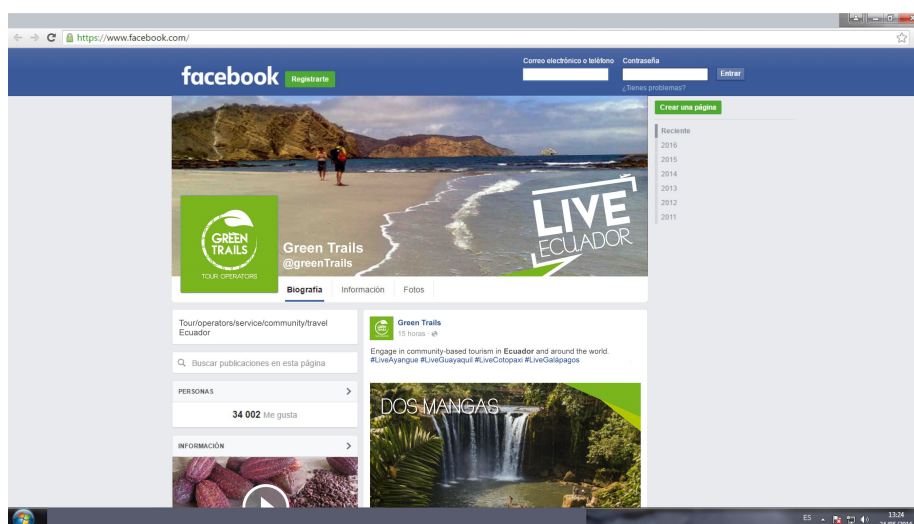 https://www.facebook.com/
facebook
Registrarte
Correo electrónico o teléfono
Contraseña
Entrar
¿Tienes problemas?
Crear una página
Reciente
2016
2015
2014
2013
2012
2011
LIVE
ECUADOR
GREEN
TRAILS
TOUR OPERATORS
Green Trails
@greenTrails
Biografía Información Fotos
Tour/operators/service/community/travel
Ecuador
Buscar publicaciones en esta página
PERSONAS
34 002 Me gusta
INFORMACIÓN
Green Trails
15 horas
Engage in community-based tourism in Ecuador and around the world.
#LiveAyangue #LiveGuayaquil #LiveCotopaxi #LiveGalápagos
DOS MANGAS
ES
13:24